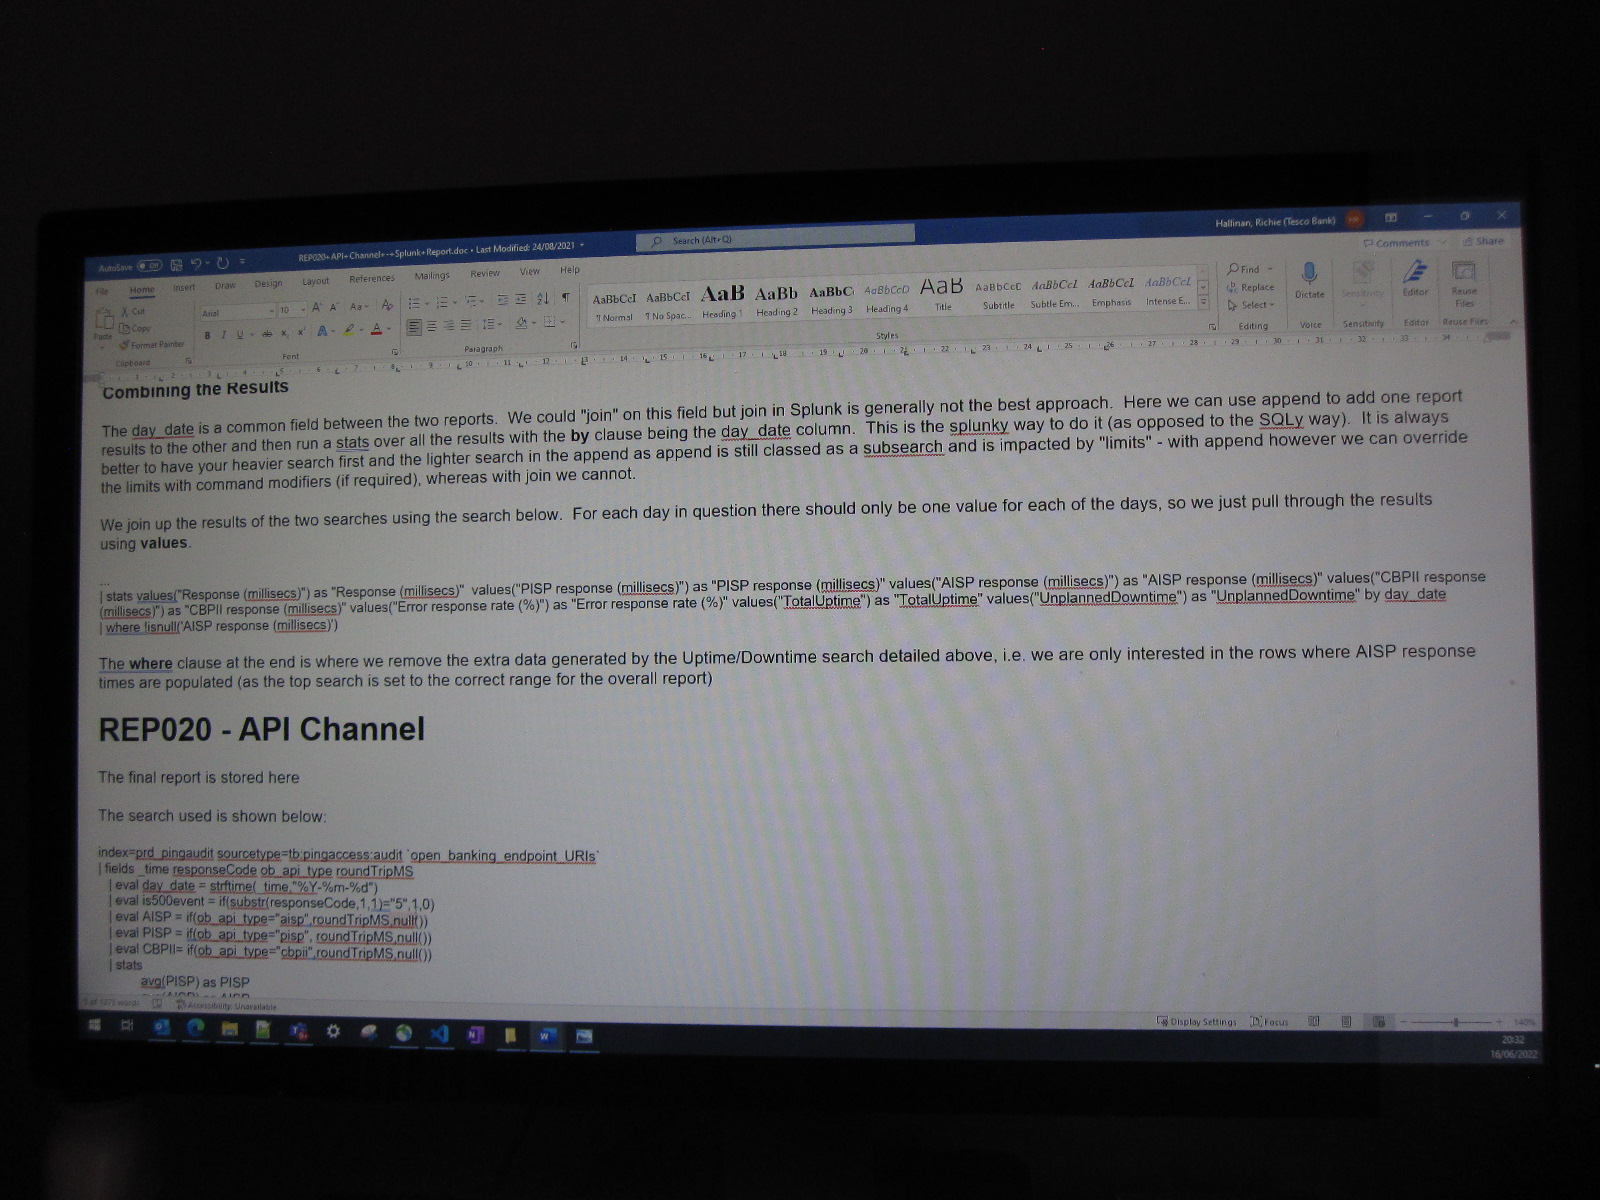 AutoSave Off REP020+API+Channel+-+Splunk+Report.doc • Last Modified: 24/08/2021 Search (Alt+Q) Hallinan, Richie (Tesco Bank)
File Home Insert Draw Design Layout References Mailings Review View Help Comments Share
Paste Cut Copy Format Painter Clipboard
Arial 10 Font Paragraph
AaBbCcI AaBbCcI AaB AaBb AaBbC AaBbCcD AaB AaBbCcC AaBbCcI AaBbCcI AaBbCcI
¶ Normal ¶ No Spac... Heading 1 Heading 2 Heading 3 Heading 4 Title Subtitle Subtle Em... Emphasis Intense E...
Styles
Find Replace Select Editing
Dictate Voice Sensitivity Sensitivity Editor Editor Reuse Files Reuse Files
Combining the Results
The day_date is a common field between the two reports. We could "join" on this field but join in Splunk is generally not the best approach. Here we can use append to add one report
results to the other and then run a stats over all the results with the by clause being the day_date column. This is the splunky way to do it (as opposed to the SQLy way). It is always
better to have your heavier search first and the lighter search in the append as append is still classed as a subsearch and is impacted by "limits" - with append however we can override
the limits with command modifiers (if required), whereas with join we cannot.
We join up the results of the two searches using the search below. For each day in question there should only be one value for each of the days, so we just pull through the results
using values.
...
| stats values("Response (millisecs)") as "Response (millisecs)" values("PISP response (millisecs)") as "PISP response (millisecs)" values("AISP response (millisecs)") as "AISP response (millisecs)" values("CBPII response
(millisecs)") as "CBPII response (millisecs)" values("Error response rate (%)") as "Error response rate (%)" values("TotalUptime") as "TotalUptime" values("UnplannedDowntime") as "UnplannedDowntime" by day_date
| where !isnull('AISP response (millisecs)')
The where clause at the end is where we remove the extra data generated by the Uptime/Downtime search detailed above, i.e. we are only interested in the rows where AISP response
times are populated (as the top search is set to the correct range for the overall report)
REP020 - API Channel
The final report is stored here
The search used is shown below:
index=prd_pingaudit sourcetype=tb:pingaccess:audit `open_banking_endpoint_URIs`
| fields _time responseCode ob_api_type roundTripMS
| eval day_date = strftime(_time,"%Y-%m-%d")
| eval is500event = if(substr(responseCode,1,1)="5",1,0)
| eval AISP = if(ob_api_type="aisp",roundTripMS,null())
| eval PISP = if(ob_api_type="pisp", roundTripMS,null())
| eval CBPII= if(ob_api_type="cbpii",roundTripMS,null())
| stats
avg(PISP) as PISP
words Accessibility: Unavailable Display Settings Focus 140%
20:32
16/06/2022